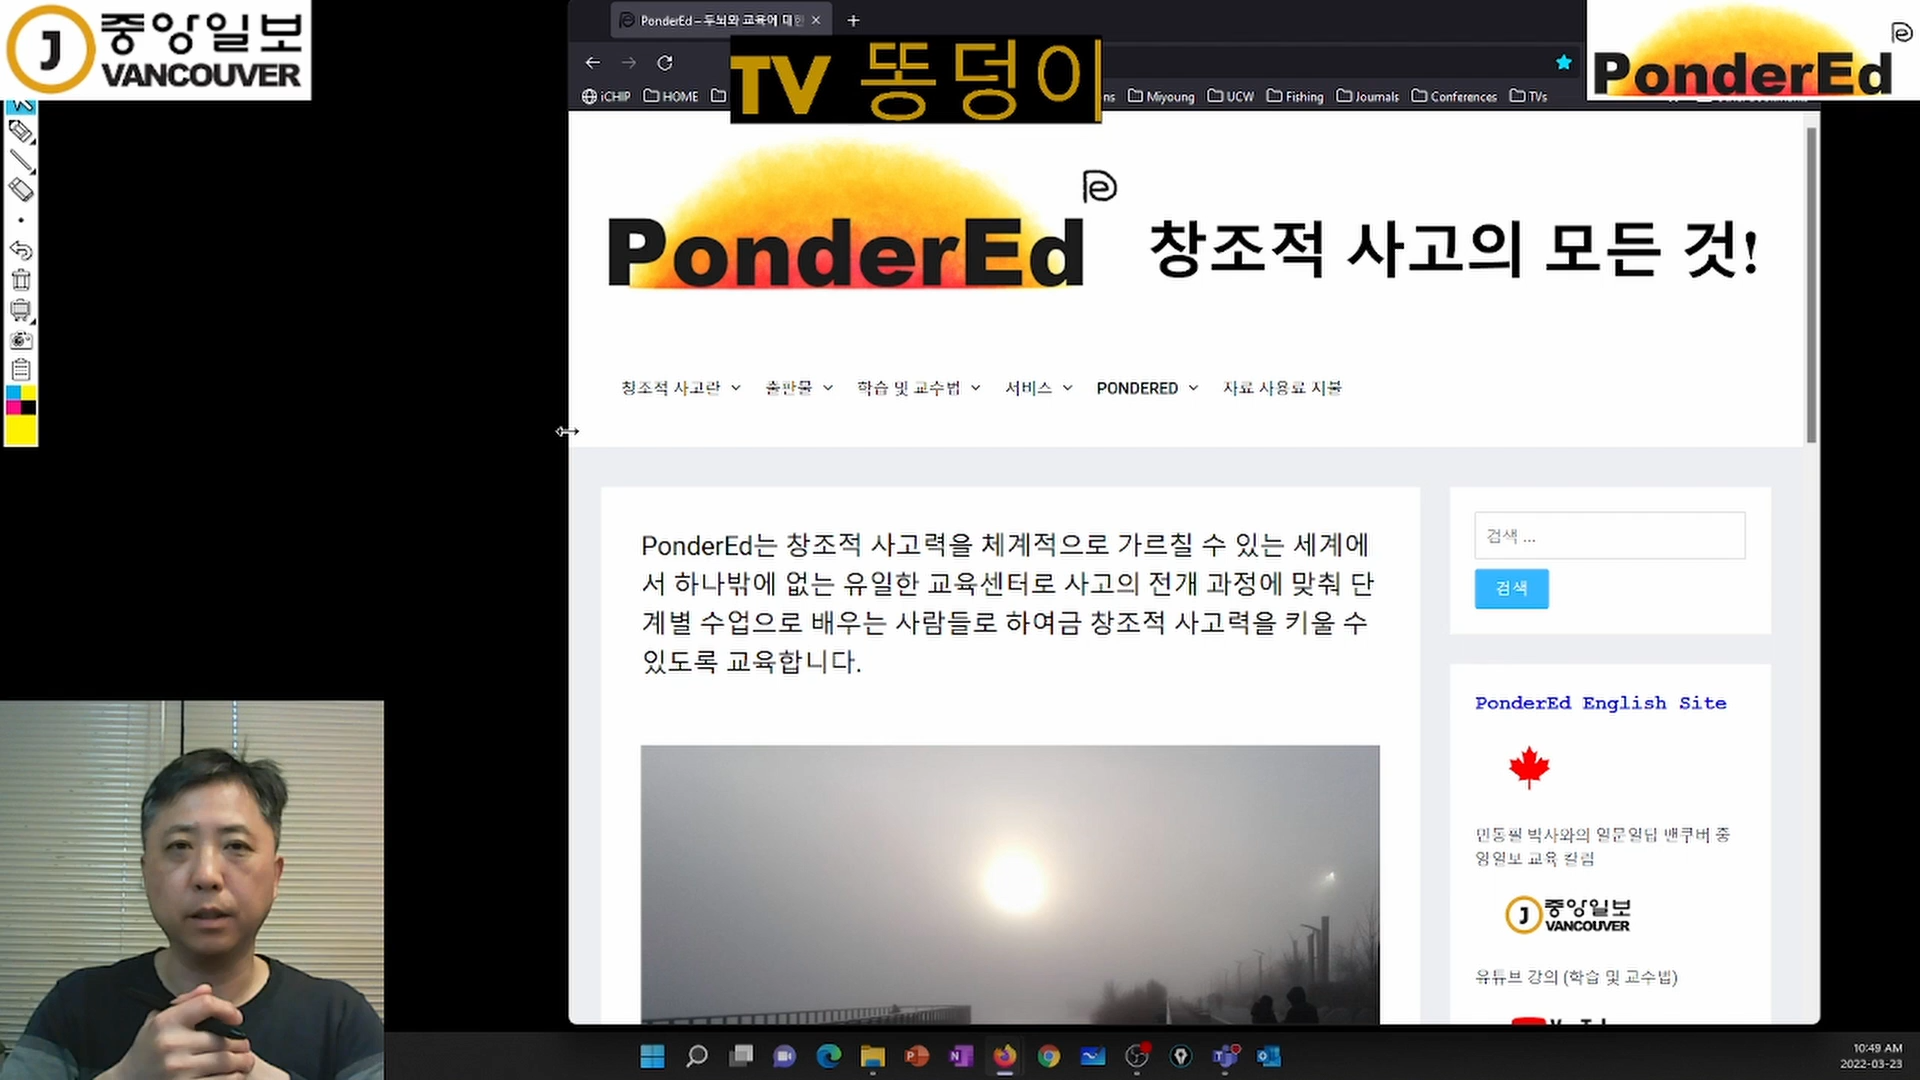 중앙일보
VANCOUVER
PonderEd – 두뇌와 교육에 대한
TV 똥덩이
PonderEd
iCHIP HOME
ns Miyoung UCW Fishing Journals Conferences TVs
PonderEd 창조적 사고의 모든 것!
창조적 사고란 출판물 학습 및 교수법 서비스 PONDERED 자료 사용료 지불
PonderEd는 창조적 사고력을 체계적으로 가르칠 수 있는 세계에
서 하나밖에 없는 유일한 교육센터로 사고의 전개 과정에 맞춰 단
계별 수업으로 배우는 사람들로 하여금 창조적 사고력을 키울 수
있도록 교육합니다.
검색 ...
검색
PonderEd English Site
민동필 박사와의 일문일답 밴쿠버 중
앙일보 교육 칼럼
중앙일보
VANCOUVER
유튜브 강의 (학습 및 교수법)
10:49 AM
2022-03-23